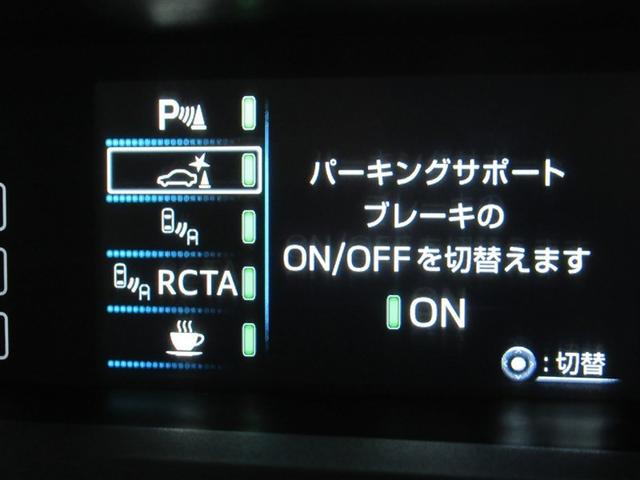 P
RCTA
パーキングサポート
ブレーキの
ON/OFFを切替えます
ON
:切替